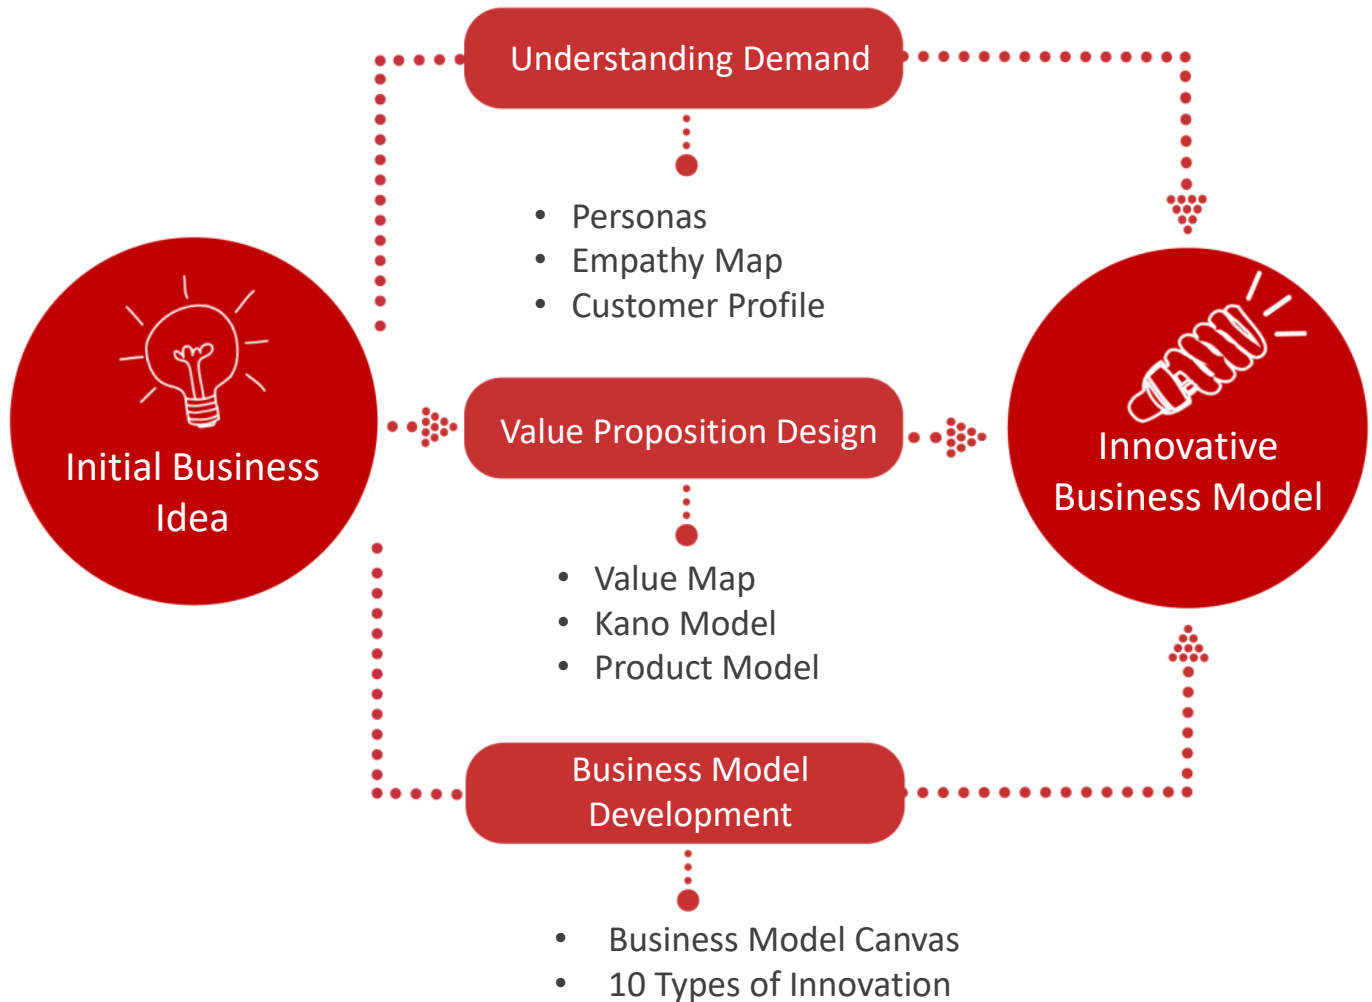 Understanding Demand
• Personas
• Empathy Map
• Customer Profile
Initial Business
Idea
Value Proposition Design
Innovative
Business Model
• Value Map
• Kano Model
• Product Model
Business Model
Development
• Business Model Canvas
• 10 Types of Innovation